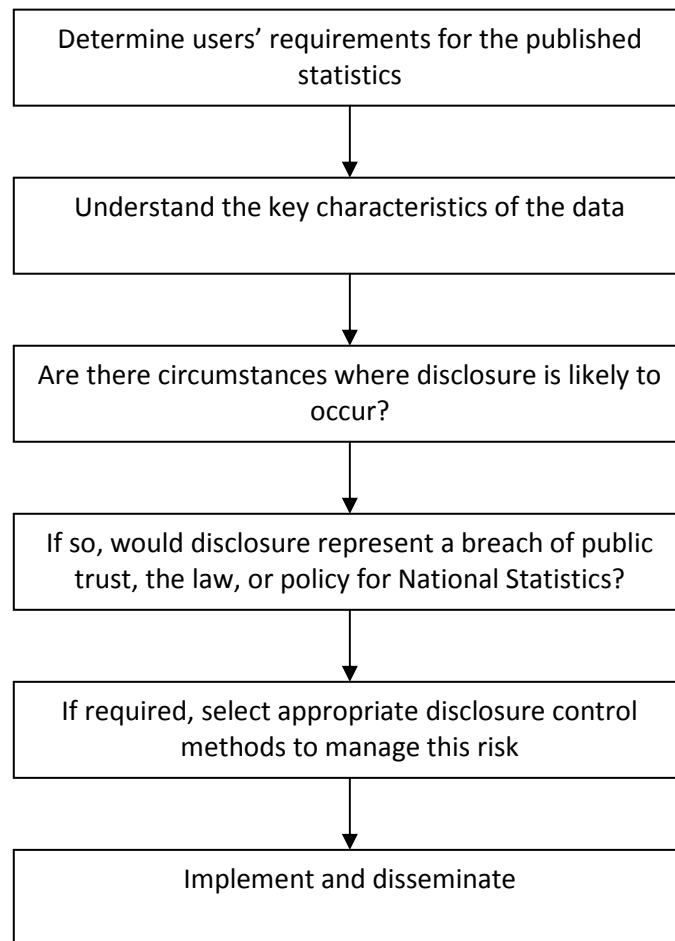 Determine users’ requirements for the published
statistics
Understand the key characteristics of the data
Are there circumstances where disclosure is likely to
occur?
If so, would disclosure represent a breach of public
trust, the law, or policy for National Statistics?
If required, select appropriate disclosure control
methods to manage this risk
Implement and disseminate